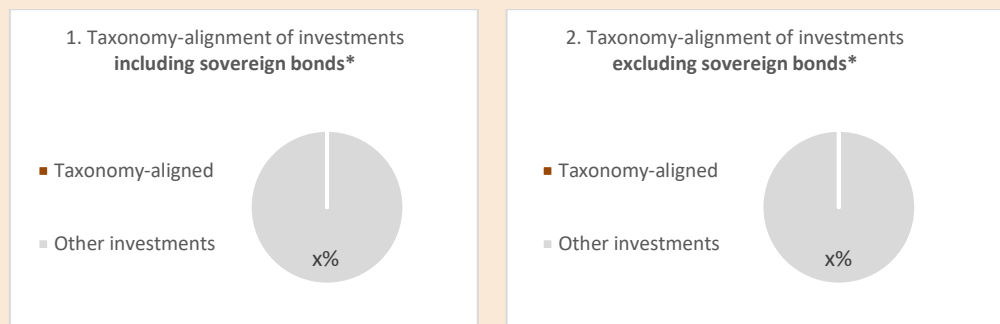 1. Taxonomy-alignment of investments
including sovereign bonds*
Taxonomy-aligned
Other investments
x%
2. Taxonomy-alignment of investments
excluding sovereign bonds*
Taxonomy-aligned
Other investments
x%